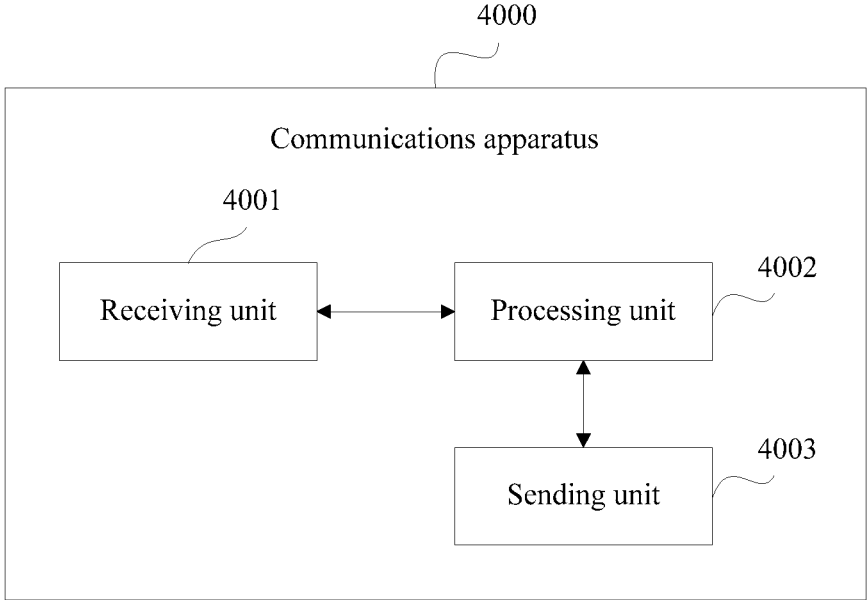 4000
Communications apparatus
4001
4002
Receiving unit
Processing unit
4003
Sending unit